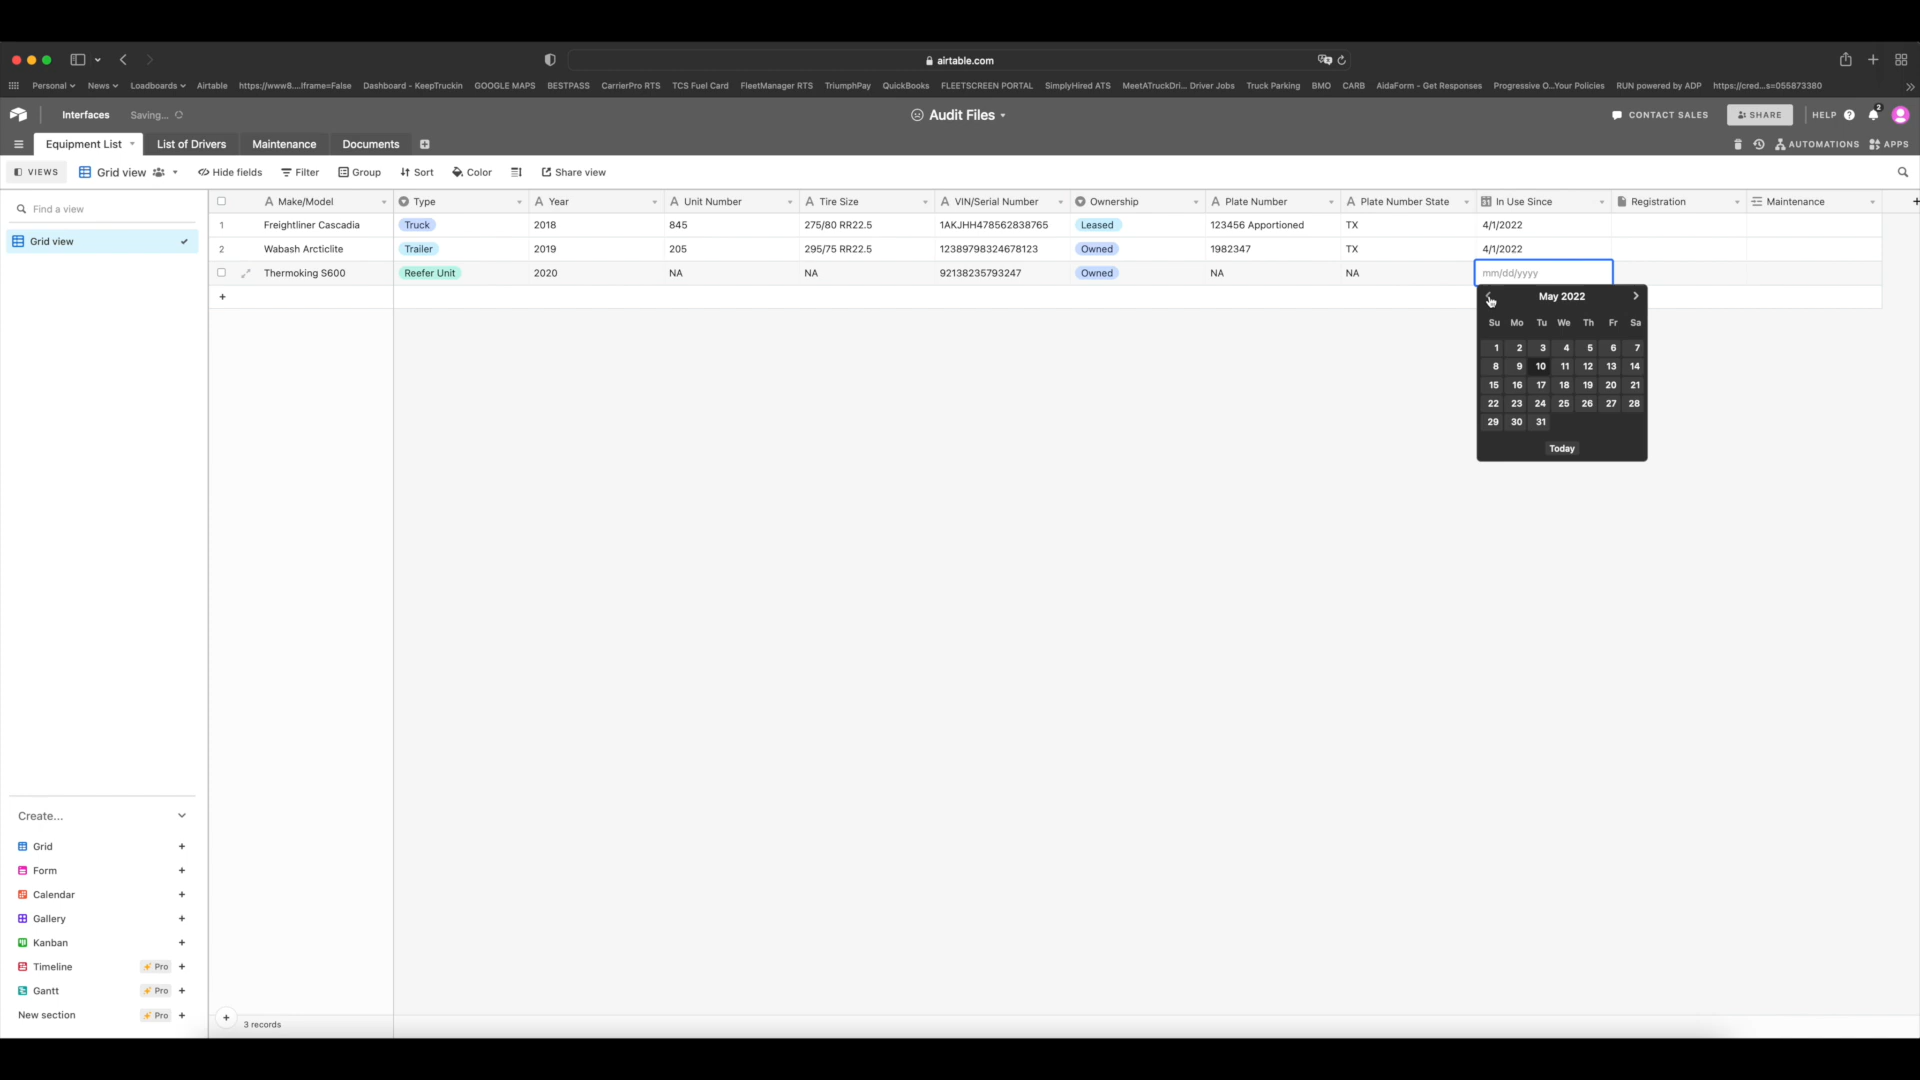 airtable.com
Personal News Loadboards Airtable https://www8....Iframe=False Dashboard - KeepTruckin GOOGLE MAPS BESTPASS CarrierPro RTS TCS Fuel Card FleetManager RTS TriumphPay QuickBooks FLEETSCREEN PORTAL SimplyHired ATS MeetATruckDri... Driver Jobs Truck Parking BMO CARB AidaForm - Get Responses Progressive O...Your Policies RUN powered by ADP https://cred...s=055873380
Interfaces Saving... Audit Files CONTACT SALES SHARE HELP 2
Equipment List List of Drivers Maintenance Documents AUTOMATIONS APPS
VIEWS Grid view Hide fields Filter Group Sort Color Share view
Find a view
Make/Model Type Year Unit Number Tire Size VIN/Serial Number Ownership Plate Number Plate Number State In Use Since Registration Maintenance
1 Freightliner Cascadia Truck 2018 845 275/80 RR22.5 1AKJHH478562838765 Leased 123456 Apportioned TX 4/1/2022
Grid view
2 Wabash Arcticlite Trailer 2019 205 295/75 RR22.5 12389798324678123 Owned 1982347 TX 4/1/2022
Thermoking S600 Reefer Unit 2020 NA NA 92138235793247 Owned NA NA mm/dd/yyyy
May 2022
Su Mo Tu We Th Fr Sa
1 2 3 4 5 6 7
8 9 10 11 12 13 14
15 16 17 18 19 20 21
22 23 24 25 26 27 28
29 30 31
Today
Create...
Grid
Form
Calendar
Gallery
Kanban
Timeline Pro
Gantt Pro
New section Pro
3 records